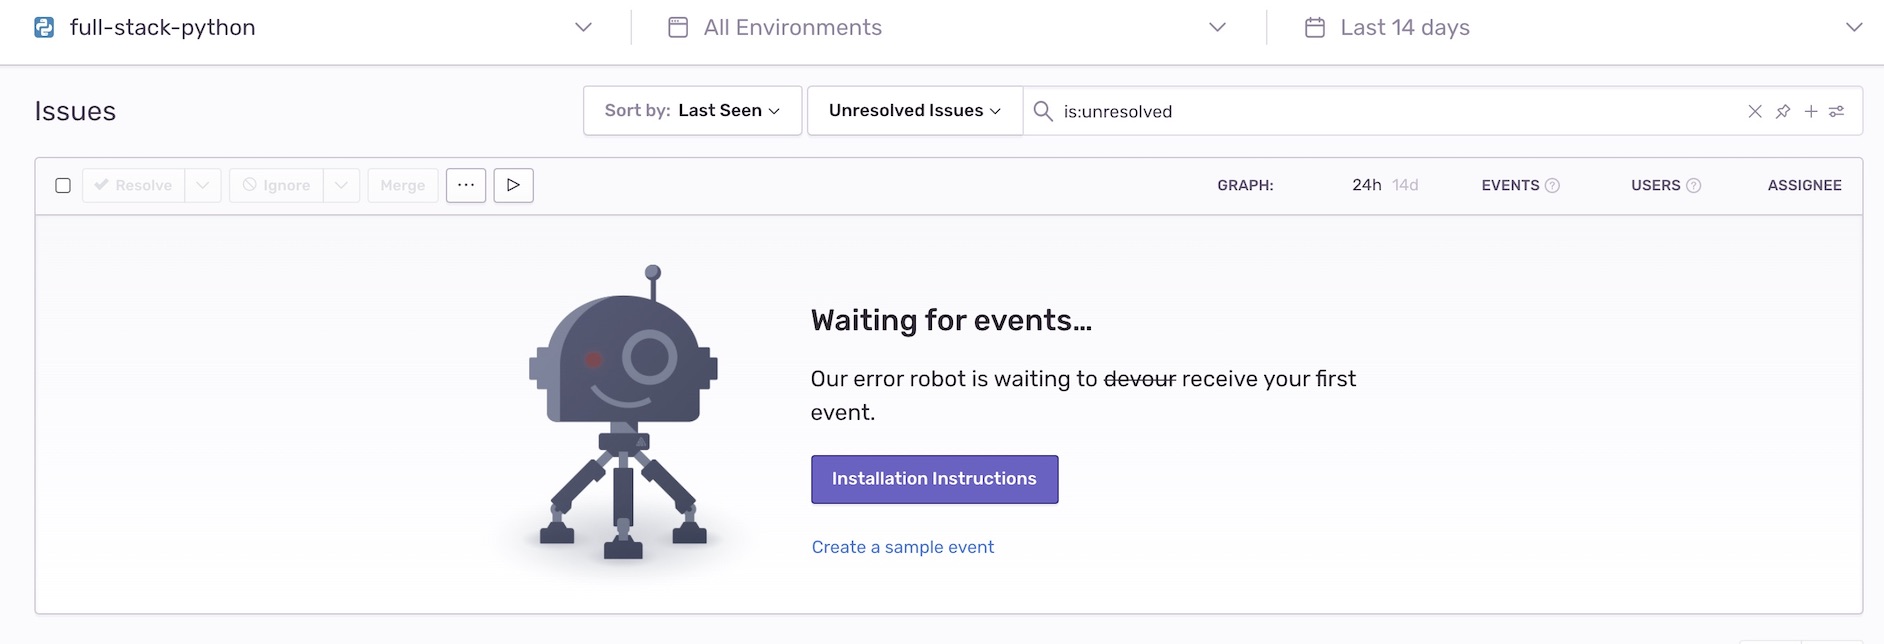 full-stack-python
All Environments
Last 14 days
Issues
Sort by: Last Seen
Unresolved Issues
is:unresolved
Resolve
Ignore
Merge
GRAPH:
24h 14d
EVENTS
USERS
ASSIGNEE
Waiting for events...
Our error robot is waiting to devour receive your first
event.
Installation Instructions
Create a sample event